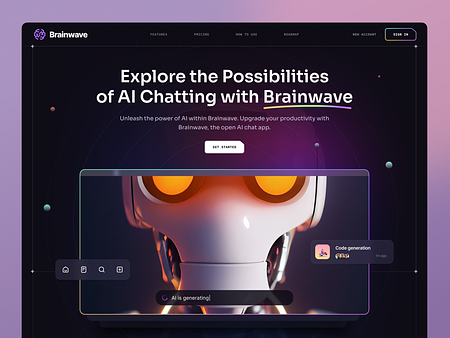 Brainwave
FEATURES
PRICING
HOW TO USE
ROADMAP
NEW ACCOUNT
SIGN IN
Explore the Possibilities
of AI Chatting with Brainwave
Unleash the power of AI within Brainwave. Upgrade your productivity with
Brainwave, the open AI chat app.
GET STARTED
Code generation
1m ago
AI is generating